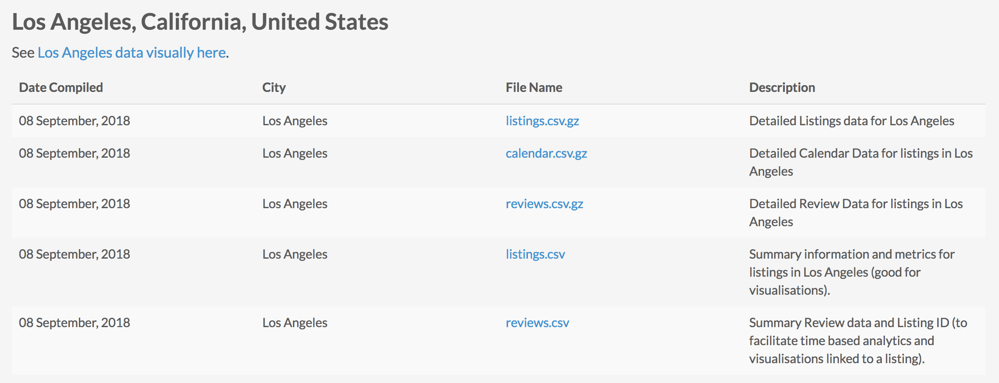 Los Angeles, California, United States
See Los Angeles data visually here.
Date Compiled City File Name Description
08 September, 2018 Los Angeles listings.csv.gz Detailed Listings data for Los Angeles
08 September, 2018 Los Angeles calendar.csv.gz Detailed Calendar Data for listings in Los
Angeles
08 September, 2018 Los Angeles reviews.csv.gz Detailed Review Data for listings in Los
Angeles
08 September, 2018 Los Angeles listings.csv Summary information and metrics for
listings in Los Angeles (good for
visualisations).
08 September, 2018 Los Angeles reviews.csv Summary Review data and Listing ID (to
facilitate time based analytics and
visualisations linked to a listing).